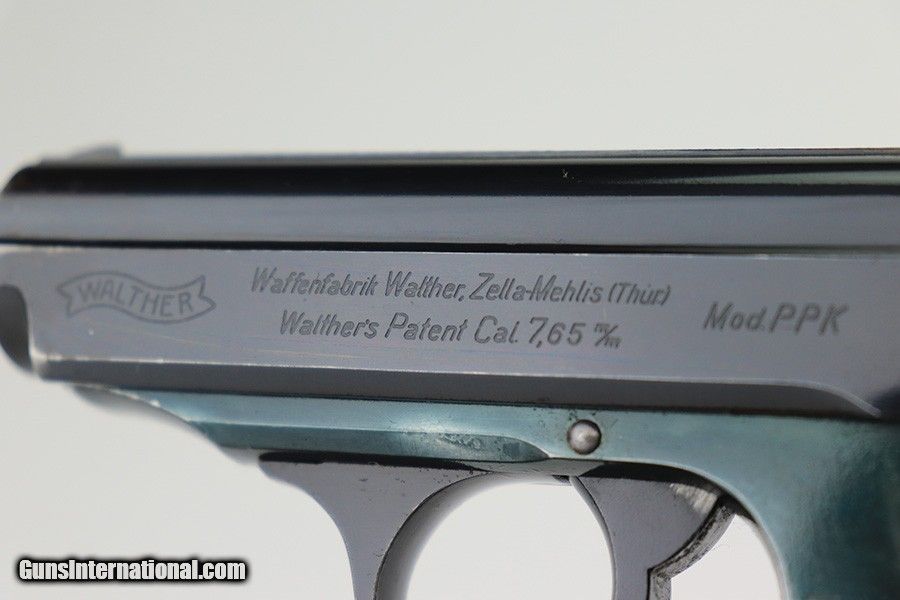 WALTHER
Waffenfabrik Walther, Zella-Mehlis (Thür)
Walther's Patent Cal. 7,65 m/m
Mod. PPK
GunsInternational.com